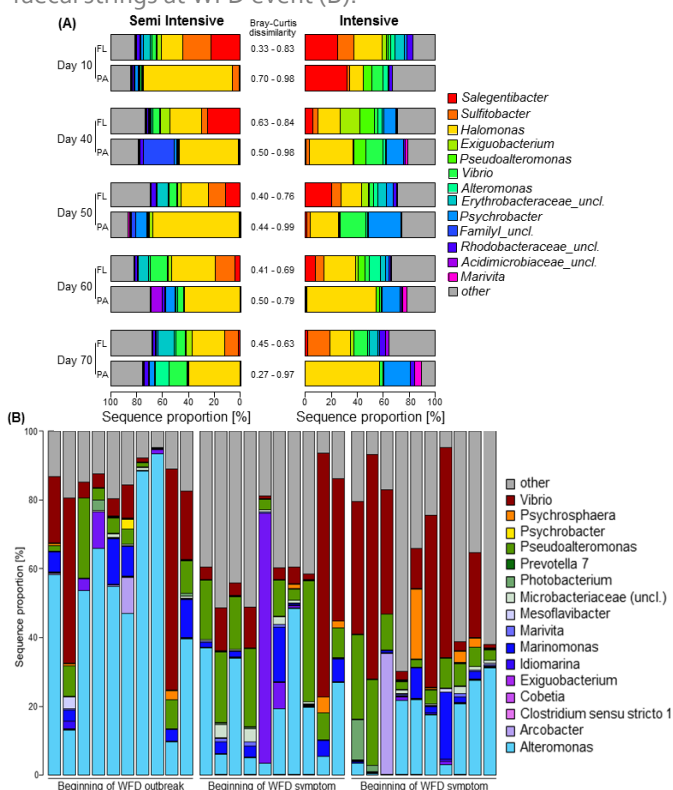 faecal strings at WFD event (B).
(A) Semi Intensive Bray-Curtis dissimilarity Intensive
Day 10 FL 0.33 - 0.83
PA 0.70 - 0.98
Day 40 FL 0.63 - 0.84
PA 0.50 - 0.98
Day 50 FL 0.40 - 0.76
PA 0.44 - 0.99
Day 60 FL 0.41 - 0.69
PA 0.50 - 0.79
Day 70 FL 0.45 - 0.63
PA 0.27 - 0.97
100 80 60 40 20 0
0 20 40 60 80 100
Sequence proportion [%] Sequence proportion [%]
Salegentibacter
Sulfitobacter
Halomonas
Exiguobacterium
Pseudoalteromonas
Vibrio
Alteromonas
Erythrobacteraceae_uncl.
Psychrobacter
FamilyI_uncl.
Rhodobacteraceae_uncl.
Acidimicrobiaceae_uncl.
Marivita
other
(B)
Sequence proportion [%]
100
80
60
40
20
0
Beginning of WFD outbreak Beginning of WFD symptom Beginning of WFD symptom
other
Vibrio
Psychrosphaera
Psychrobacter
Pseudoalteromonas
Prevotella 7
Photobacterium
Microbacteriaceae (uncl.)
Mesoflavibacter
Marivita
Marinomonas
Idiomarina
Exiguobacterium
Cobetia
Clostridium sensu stricto 1
Arcobacter
Alteromonas